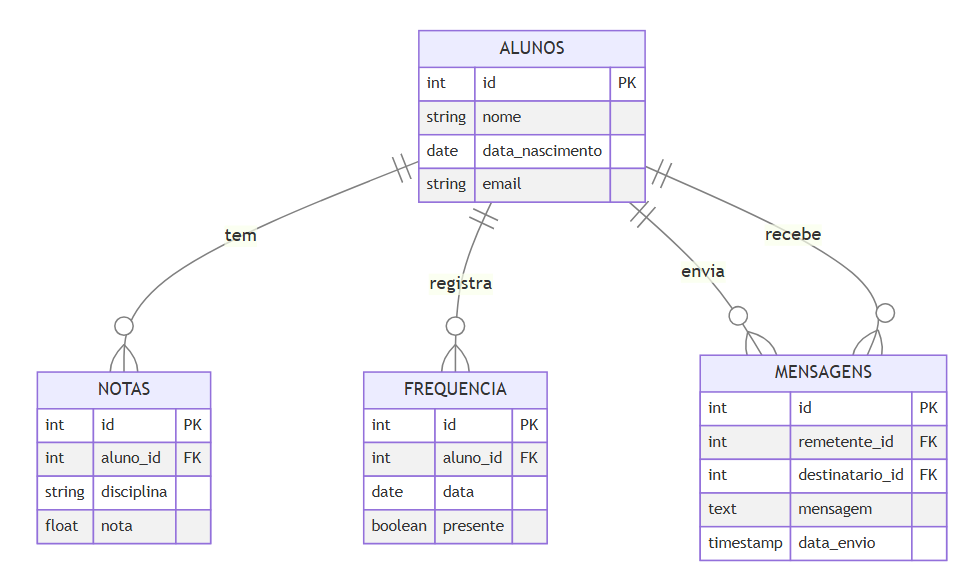 ALUNOS
int id PK
string nome
date data_nascimento
string email
tem
registra
envia
recebe
NOTAS
int id PK
int aluno_id FK
string disciplina
float nota
FREQUENCIA
int id PK
int aluno_id FK
date data
boolean presente
MENSAGENS
int id PK
int remetente_id FK
int destinatario_id FK
text mensagem
timestamp data_envio